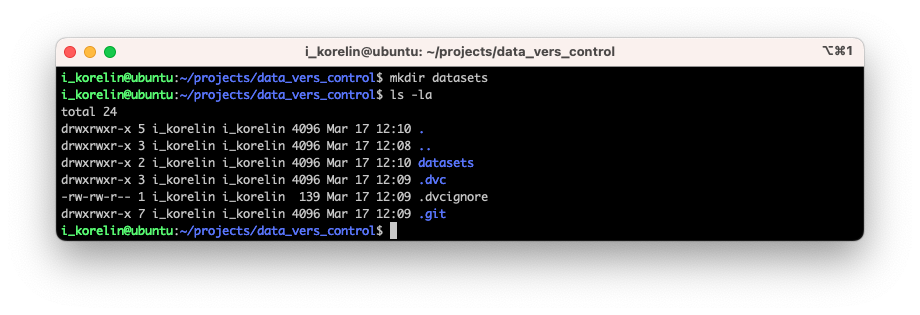 i_korelin@ubuntu: ~/projects/data_vers_control ⌥⌘1
i_korelin@ubuntu:~/projects/data_vers_control$ mkdir datasets
i_korelin@ubuntu:~/projects/data_vers_control$ ls -la
total 24
drwxrwxr-x 5 i_korelin i_korelin 4096 Mar 17 12:10 .
drwxrwxr-x 3 i_korelin i_korelin 4096 Mar 17 12:08 ..
drwxrwxr-x 2 i_korelin i_korelin 4096 Mar 17 12:10 datasets
drwxrwxr-x 3 i_korelin i_korelin 4096 Mar 17 12:09 .dvc
-rw-rw-r-- 1 i_korelin i_korelin  139 Mar 17 12:09 .dvcignore
drwxrwxr-x 7 i_korelin i_korelin 4096 Mar 17 12:09 .git
i_korelin@ubuntu:~/projects/data_vers_control$